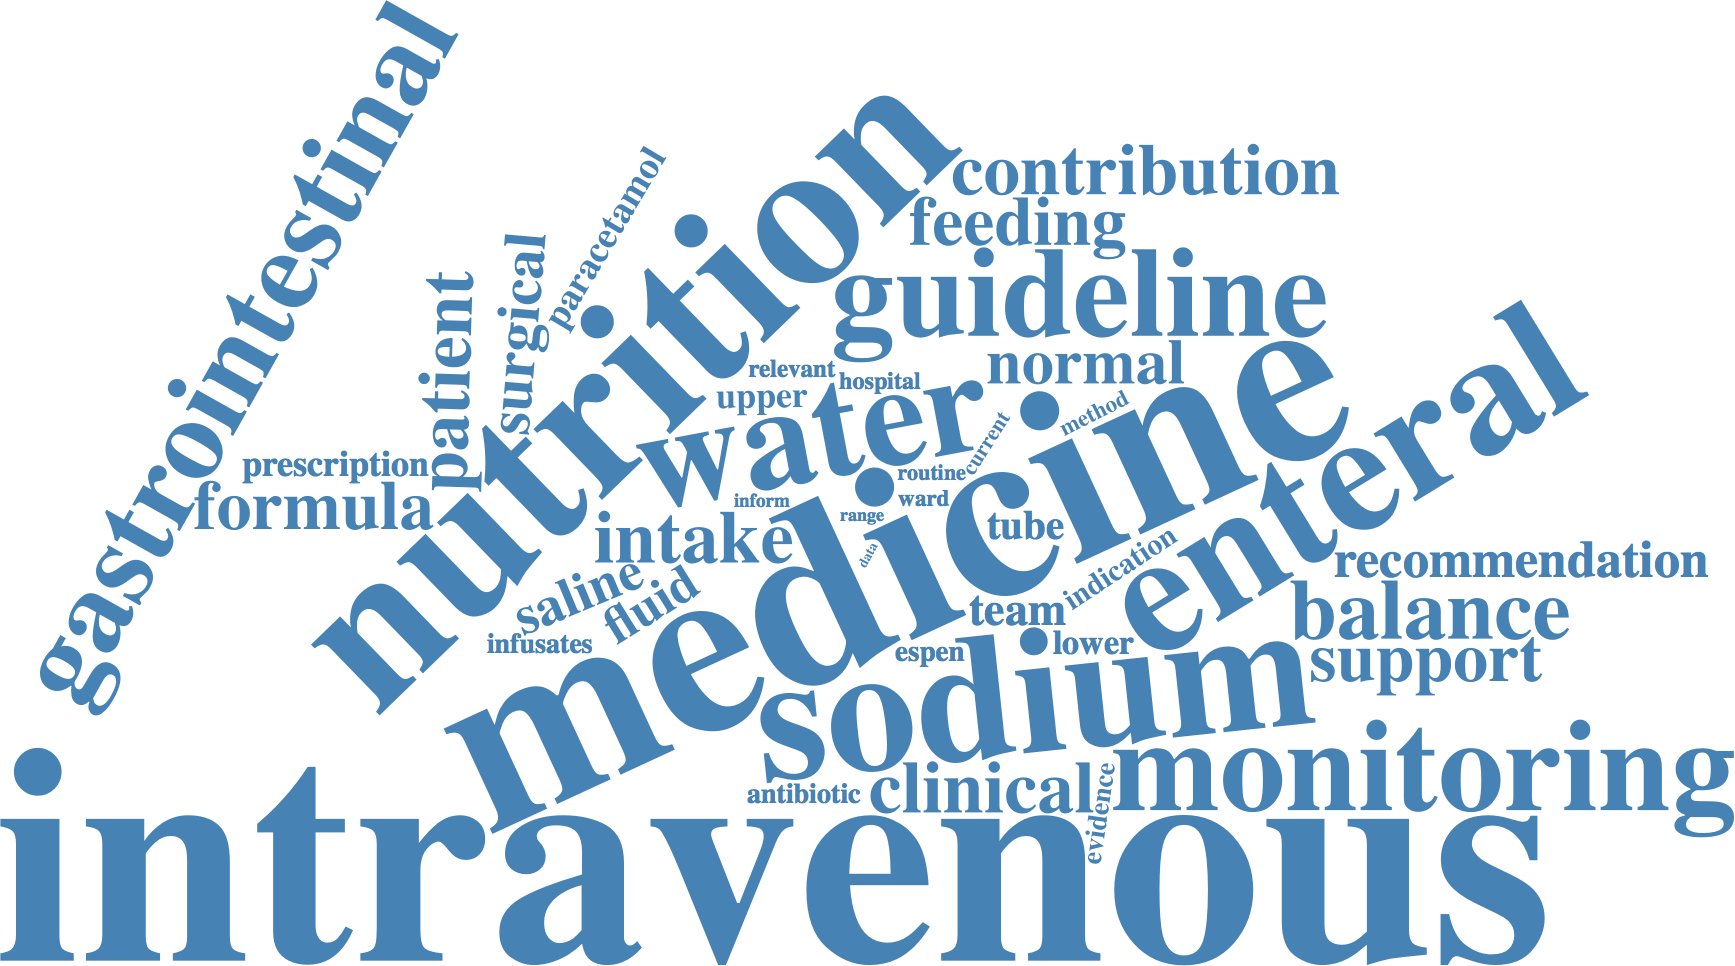 gastrointestinal
nutrition
paracetamol
surgical
patient
contribution
feeding
guideline
normal
relevant
hospital
upper
water
current
method
medicine
enteral
prescription
formula
routine
ward
inform
range
data
intake
tube
indication
recommendation
saline
fluid
infusates
team
balance
espen
lower
support
sodium
monitoring
antibiotic
clinical
evidence
intravenous